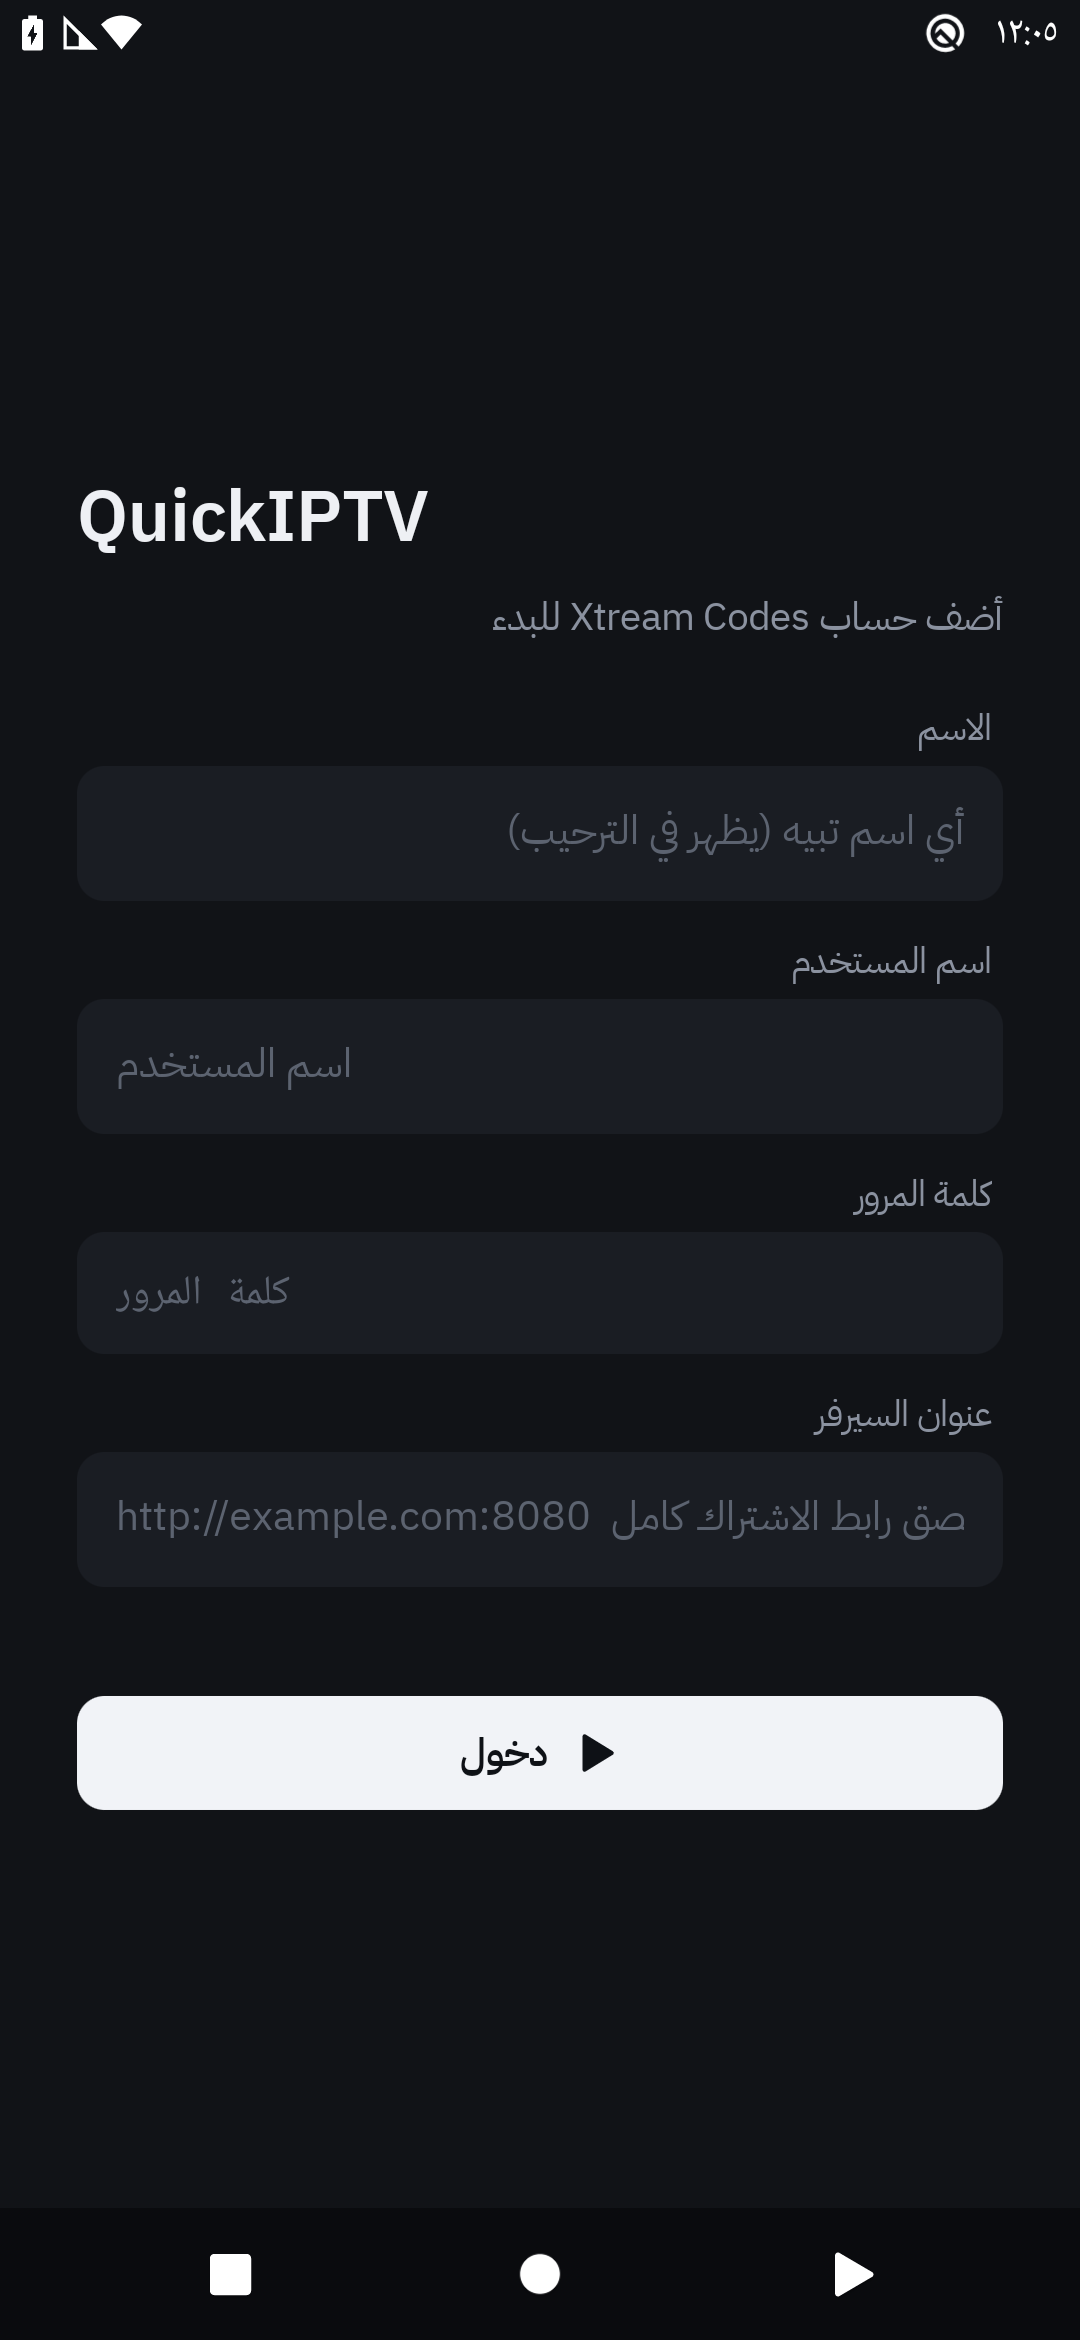 ١٢:٠٥
QuickIPTV
أضف حساب Xtream Codes للبدء
الاسم
أي اسم تبيه (يظهر في الترحيب)
اسم المستخدم
اسم المستخدم
كلمة المرور
كلمة المرور
عنوان السيرفر
http://example.com:8080 صق رابط الاشتراك كامل
دخول